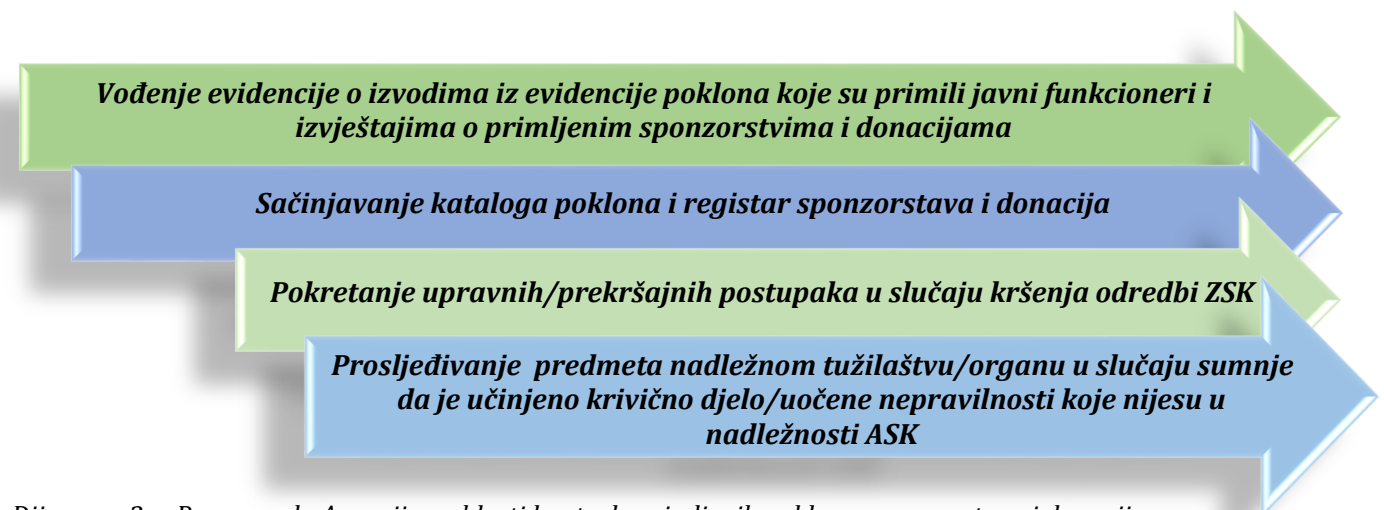 Vođenje evidencije o izvodima iz evidencije poklona koje su primili javni funkcioneri i
izvještajima o primljenim sponzorstvima i donacijama
Sačinjavanje kataloga poklona i registar sponzorstava i donacija
Pokretanje upravnih/prekršajnih postupaka u slučaju kršenja odredbi ZSK
Prosljeđivanje predmeta nadležnom tužilaštvu/organu u slučaju sumnje
da je učinjeno krivično djelo/uočene nepravilnosti koje nijesu u
nadležnosti ASK